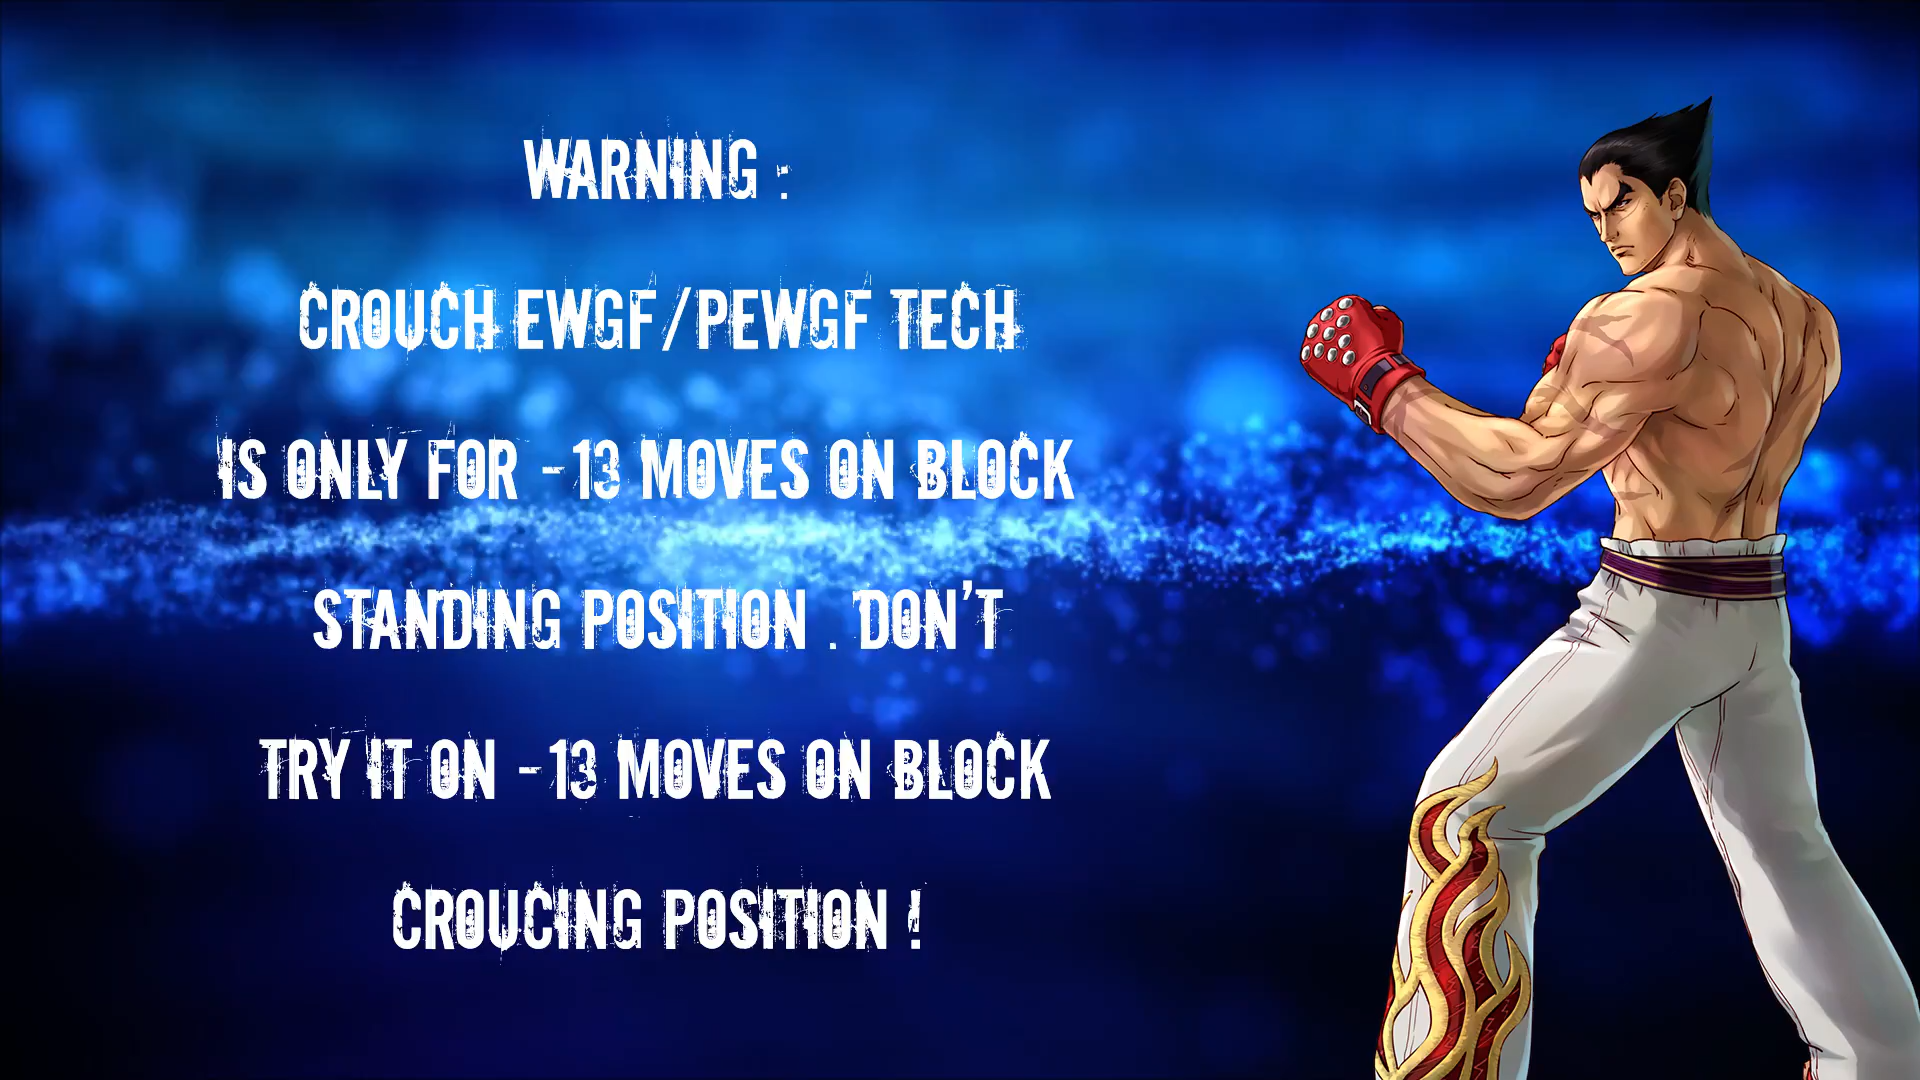 WARNING :
CROUCH EWGF/PEWGF TECH
IS ONLY FOR -13 MOVES ON BLOCK
STANDING POSITION . DON'T
TRY IT ON -13 MOVES ON BLOCK
CROUCING POSITION !